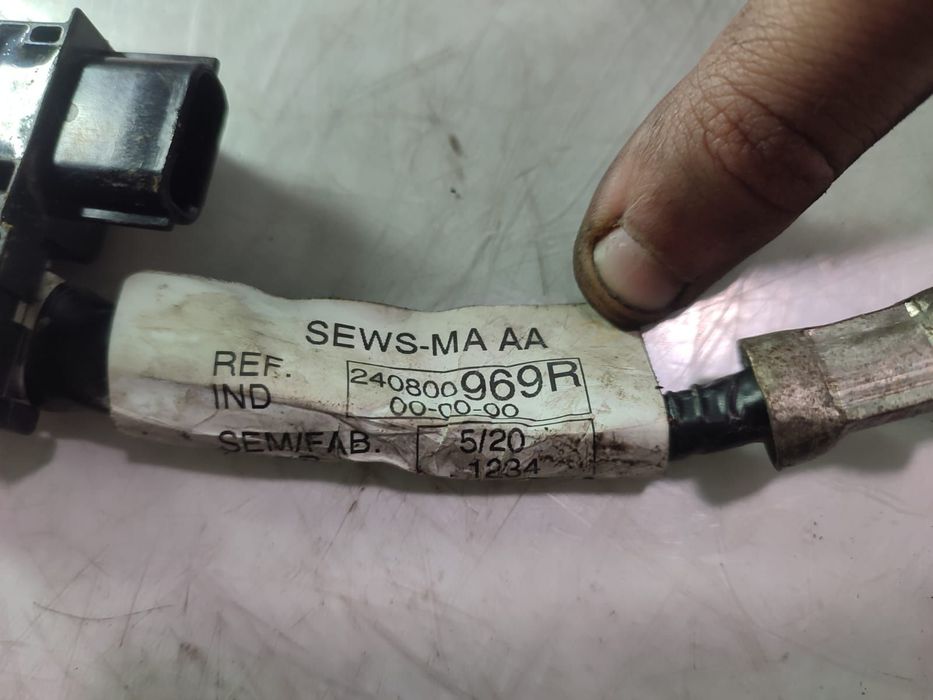 SEWS-MA AA
REF. 240800969R
IND 00-00-00
SEM/FAB. 5/20
1234